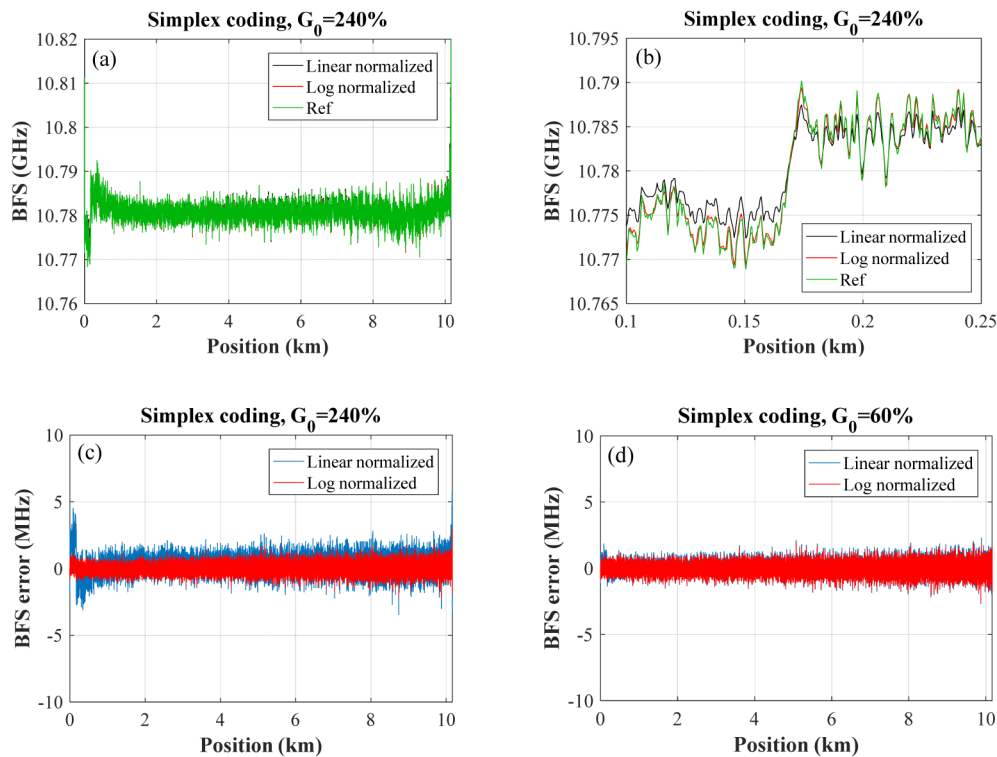 Simplex coding, G0=240%
(a)
Linear normalized
Log normalized
Ref
BFS (GHz)
10.82
10.81
10.8
10.79
10.78
10.77
10.76
0 2 4 6 8 10
Position (km)
Simplex coding, G0=240%
(b)
Linear normalized
Log normalized
Ref
BFS (GHz)
10.795
10.79
10.785
10.78
10.775
10.77
10.765
0.1 0.15 0.2 0.25
Position (km)
Simplex coding, G0=240%
(c)
Linear normalized
Log normalized
BFS error (MHz)
10
5
0
-5
-10
0 2 4 6 8 10
Position (km)
Simplex coding, G0=60%
(d)
Linear normalized
Log normalized
BFS error (MHz)
10
5
0
-5
-10
0 2 4 6 8 10
Position (km)